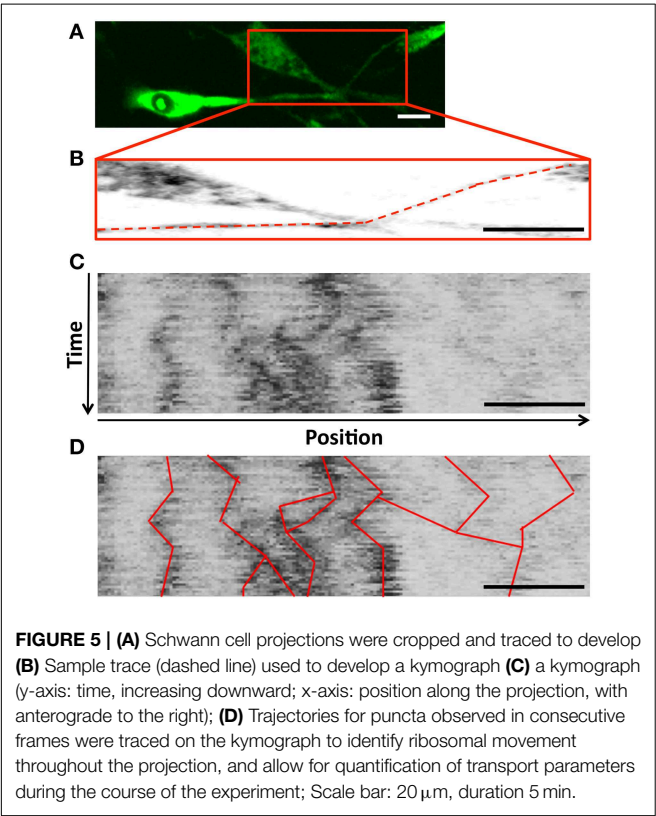 A
B
C
Time
Position
D
FIGURE 5 | (A) Schwann cell projections were cropped and traced to develop
(B) Sample trace (dashed line) used to develop a kymograph (C) a kymograph
(y-axis: time, increasing downward; x-axis: position along the projection, with
anterograde to the right); (D) Trajectories for puncta observed in consecutive
frames were traced on the kymograph to identify ribosomal movement
throughout the projection, and allow for quantification of transport parameters
during the course of the experiment; Scale bar: 20 μm, duration 5 min.